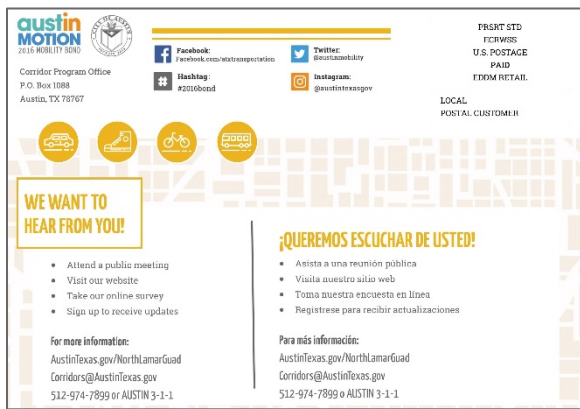 austin
MOTION
2016 MOBILITY BOND
Corridor Program Office
P.O. Box 1088
Austin, TX 78767
Facebook:
Facebook.com/atxtransportation
Hashtag:
#2016bond
Twitter:
@austinmobility
Instagram:
@austintexasgov
PRSRT STD
ECRWSS
U.S. POSTAGE
PAID
EDDM RETAIL
LOCAL
POSTAL CUSTOMER
WE WANT TO
HEAR FROM YOU!
• Attend a public meeting
• Visit our website
• Take our online survey
• Sign up to receive updates
For more information:
AustinTexas.gov/NorthLamarGuad
Corridors@AustinTexas.gov
512-974-7899 or AUSTIN 3-1-1
¡QUEREMOS ESCUCHAR DE USTED!
• Asista a una reunión pública
• Visita nuestro sitio web
• Toma nuestra encuesta en línea
• Regístrese para recibir actualizaciones
Para más información:
AustinTexas.gov/NorthLamarGuad
Corridors@AustinTexas.gov
512-974-7899 o AUSTIN 3-1-1